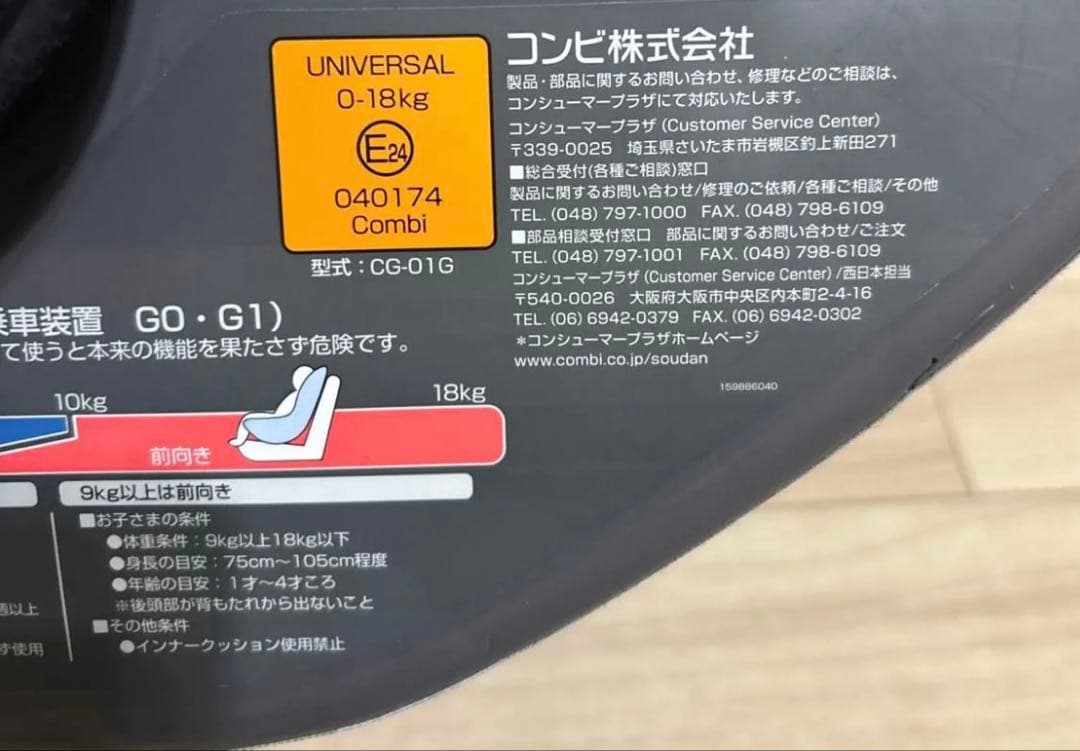 UNIVERSAL
0-18kg
E24
040174
Combi
型式：CG-01G
コンビ株式会社
製品・部品に関するお問い合わせ、修理などのご相談は、
コンシューマープラザにて対応いたします。
コンシューマープラザ（Customer Service Center）
〒339-0025　埼玉県さいたま市岩槻区釣上新田271
■総合受付(各種ご相談)窓口
製品に関するお問い合わせ/修理のご依頼/各種ご相談/その他
TEL.（048）797-1000　FAX.（048）798-6109
■部品相談受付窓口　部品に関するお問い合わせ/ご注文
TEL.（048）797-1001　FAX.（048）798-6109
コンシューマープラザ（Customer Service Center）/西日本担当
〒540-0026　大阪府大阪市中央区内本町2-4-16
TEL.（06）6942-0379　FAX.（06）6942-0302
＊コンシューマープラザホームページ
www.combi.co.jp/soudan
159886040
車装置　G0・G1）
て使うと本来の機能を果たさず危険です。
10kg
18kg
前向き
9kg以上は前向き
■お子さまの条件
●体重条件：9kg以上18kg以下
●身長の目安：75cm～105cm程度
●年齢の目安：1才～4才ころ
※後頭部が背もたれから出ないこと
■その他条件
●インナークッション使用禁止
以上
ず使用